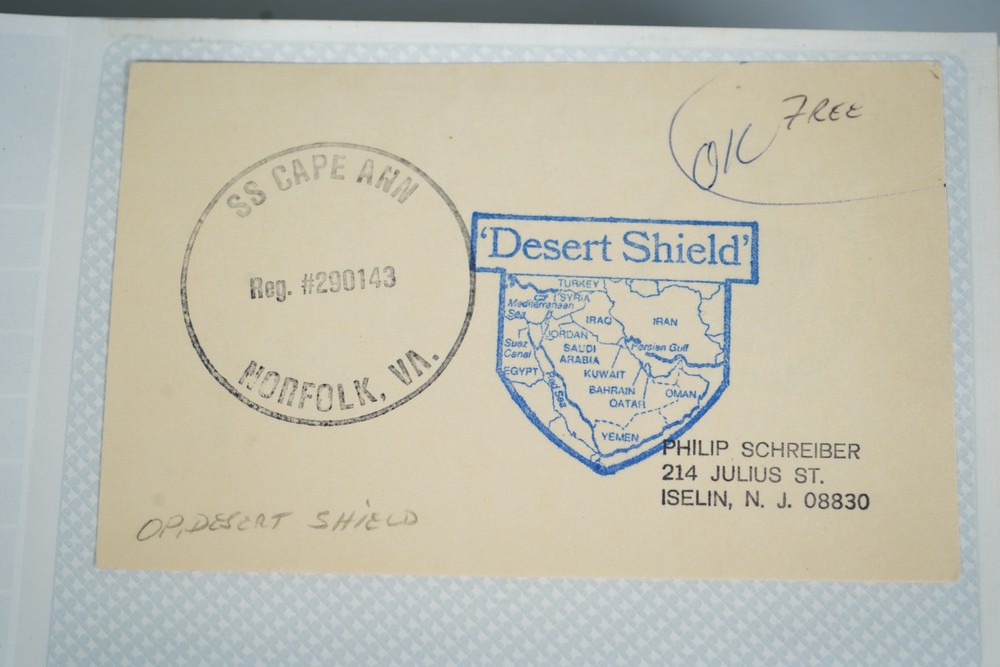 OK FREE
SS CAPE ANN
Reg. #290143
NORFOLK, VA.
'Desert Shield'
TURKEY
SYRIA
Mediterranean
Sea
IRAQ
IRAN
JORDAN
Suez
Canal
SAUDI
ARABIA
Persian Gulf
EGYPT
KUWAIT
Red Sea
BAHRAIN
OMAN
QATAR
YEMEN
PHILIP SCHREIBER
214 JULIUS ST.
ISELIN, N. J. 08830
OP. DESERT SHIELD